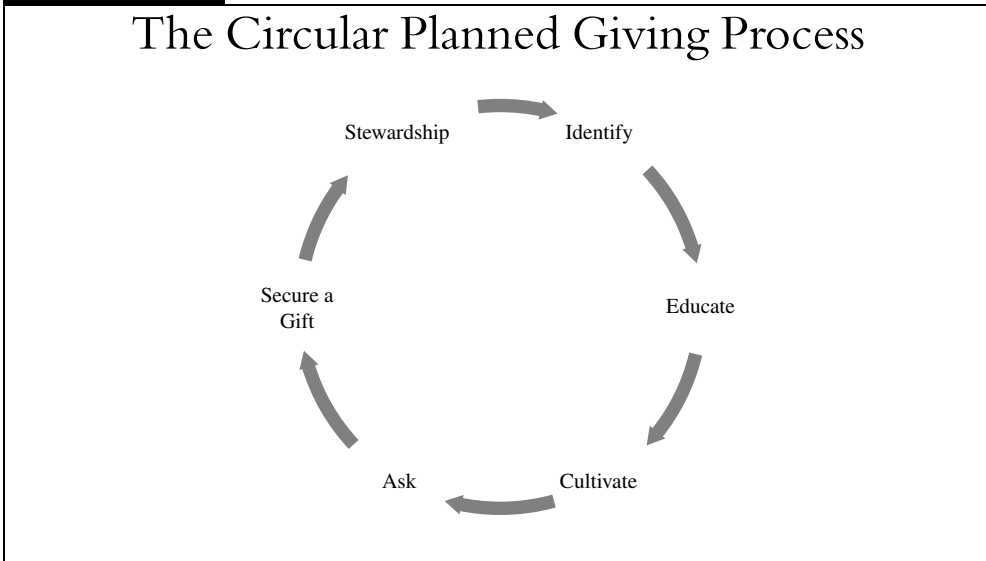 The Circular Planned Giving Process
Stewardship
Identify
Educate
Cultivate
Ask
Secure a
Gift